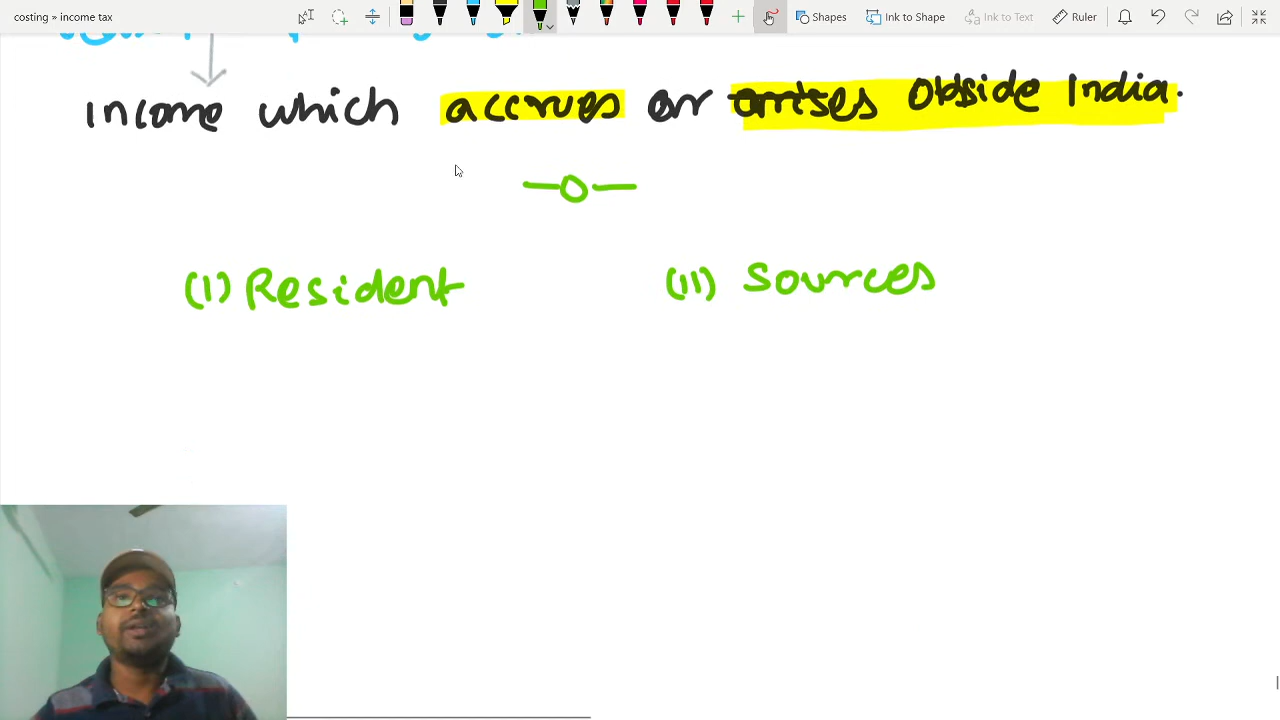 costing » income tax
Shapes Ink to Shape Ink to Text Ruler
Income which accrues or arises Outside India.
(I) Resident (II) Sources